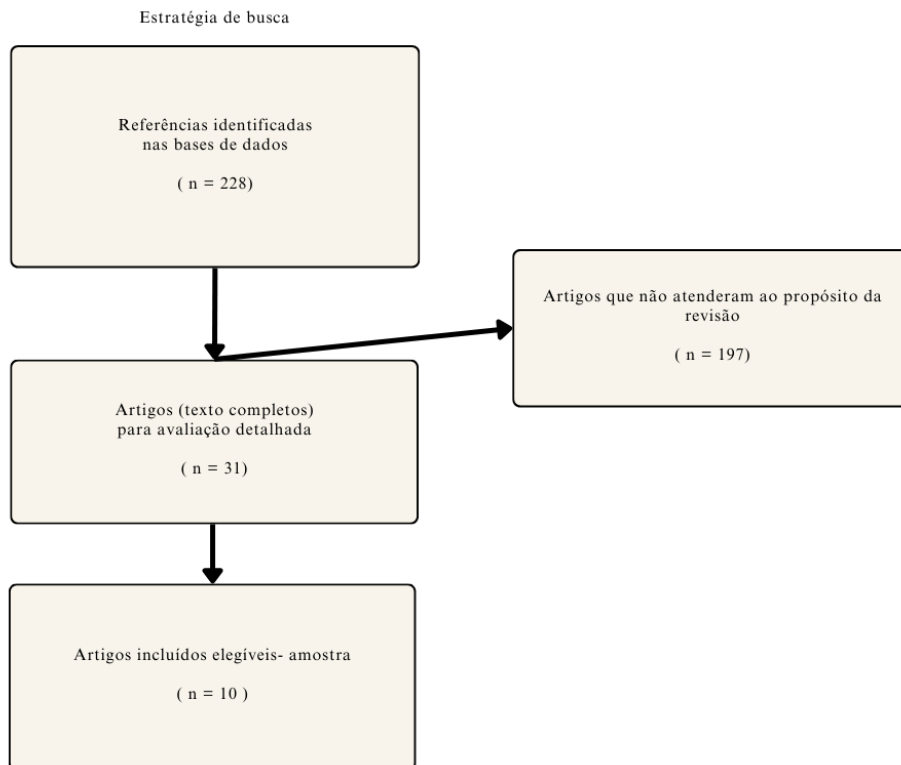 Estratégia de busca
Referências identificadas
nas bases de dados
( n = 228)
Artigos que não atenderam ao propósito da
revisão
( n = 197)
Artigos (texto completos)
para avaliação detalhada
( n = 31)
Artigos incluídos elegíveis- amostra
( n = 10 )